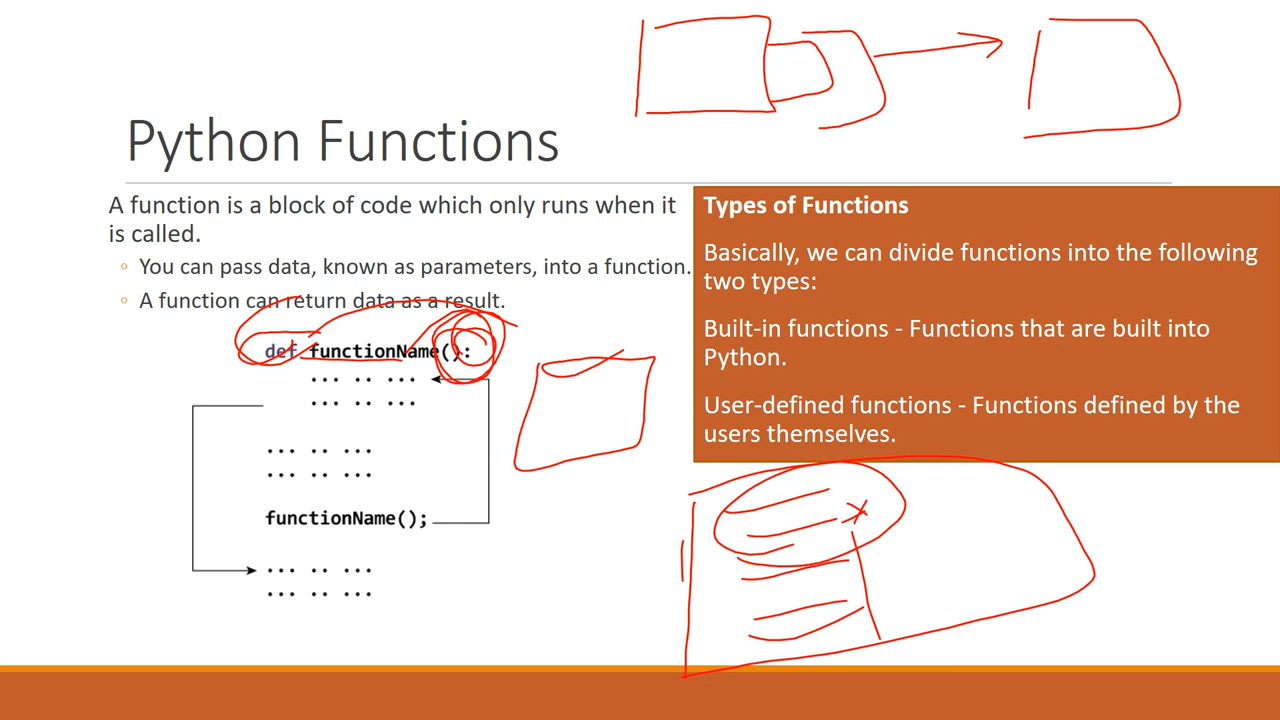 Python Functions
A function is a block of code which only runs when it
is called.
◦ You can pass data, known as parameters, into a function.
◦ A function can return data as a result.
def functionName():
... .. ...
... .. ...
... .. ...
... .. ...
functionName();
... .. ...
... .. ...
Types of Functions
Basically, we can divide functions into the following
two types:
Built-in functions - Functions that are built into
Python.
User-defined functions - Functions defined by the
users themselves.